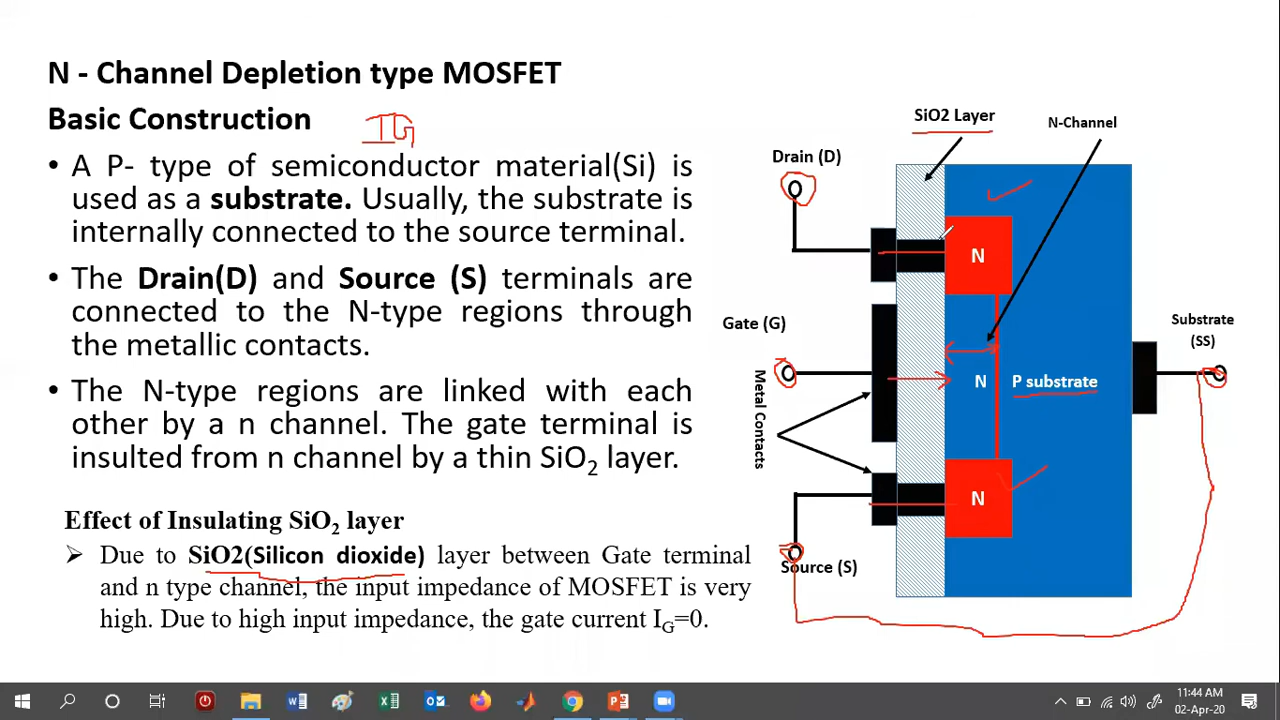 N - Channel Depletion type MOSFET
Basic Construction
IG
• A P- type of semiconductor material(Si) is
used as a substrate. Usually, the substrate is
internally connected to the source terminal.
• The Drain(D) and Source (S) terminals are
connected to the N-type regions through
the metallic contacts.
• The N-type regions are linked with each
other by a n channel. The gate terminal is
insulted from n channel by a thin SiO₂ layer.
Effect of Insulating SiO₂ layer
➢ Due to SiO2(Silicon dioxide) layer between Gate terminal
and n type channel, the input impedance of MOSFET is very
high. Due to high input impedance, the gate current I_G=0.
SiO2 Layer
N-Channel
Drain (D)
N
Gate (G)
Substrate
(SS)
N
P substrate
Metal Contacts
N
Source (S)
11:44 AM
02-Apr-20